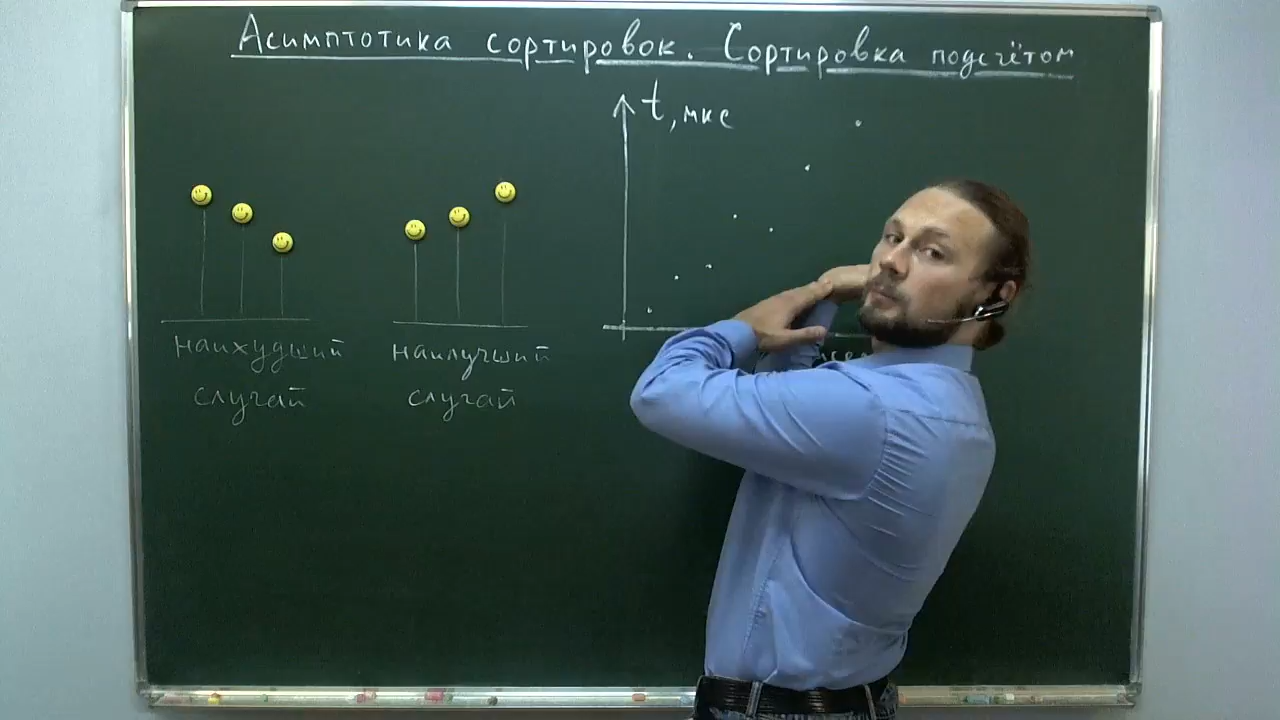 Асимптотика сортировок. Сортировка подсчётом
t, мкс
наихудший
случай
наилучший
случай